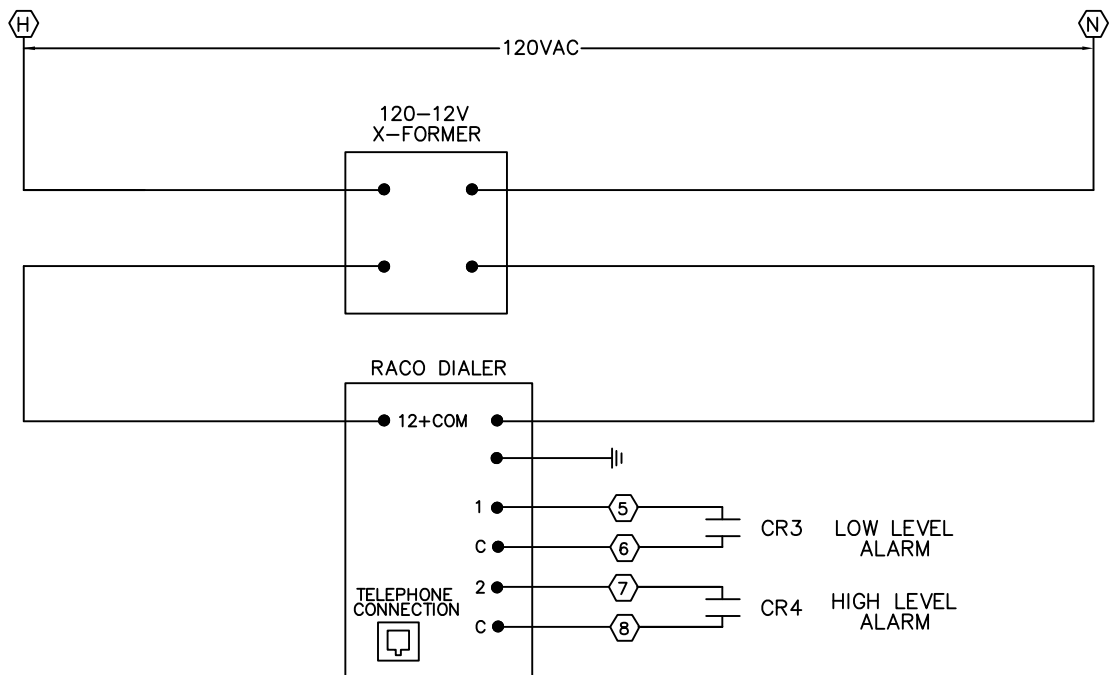 H
N
120VAC
120-12V
X-FORMER
RACO DIALER
12+COM
1
5
C
6
CR3
LOW LEVEL
ALARM
2
7
C
8
CR4
HIGH LEVEL
ALARM
TELEPHONE
CONNECTION